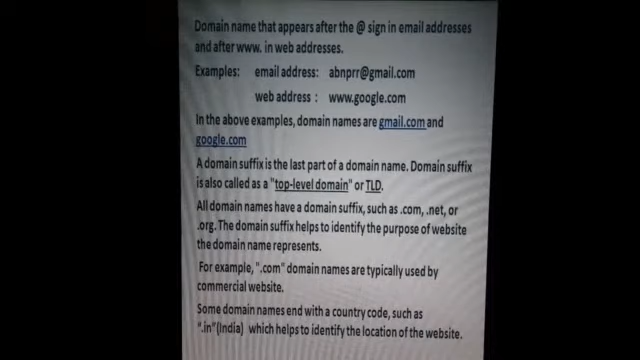 Domain name that appears after the @ sign in email addresses
and after www. in web addresses.
Examples: email address: abnprr@gmail.com
web address : www.google.com
In the above examples, domain names are gmail.com and
google.com
A domain suffix is the last part of a domain name. Domain suffix
is also called as a "top-level domain" or TLD.
All domain names have a domain suffix, such as .com, .net, or
.org. The domain suffix helps to identify the purpose of website
the domain name represents.
For example, ".com" domain names are typically used by
commercial website.
Some domain names end with a country code, such as
".in"(India) which helps to identify the location of the website.